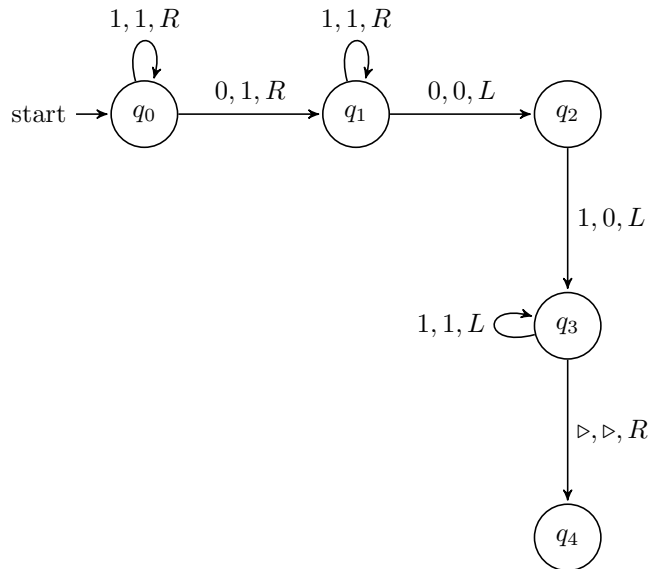 1, 1, R 1, 1, R
start q0 0, 1, R q1 0, 0, L q2
1, 0, L
1, 1, L q3
▷, ▷, R
q4